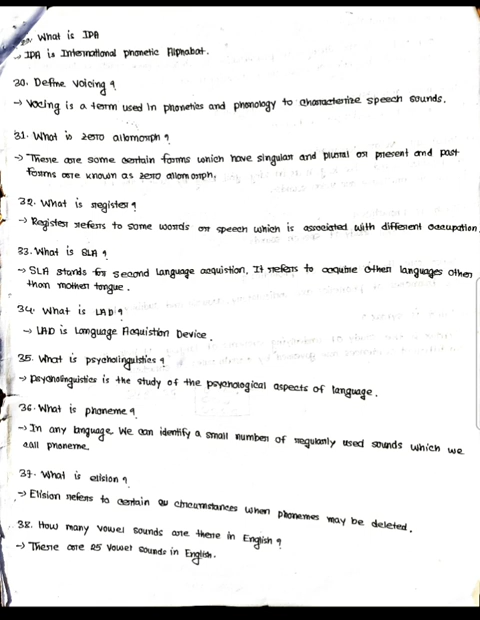 29. What is IPA
→ IPA is International phonetic Alphabat.
30. Define Voicing?
→ Vocing is a term used in phonetics and phonology to characterize speech sounds.
31. What is zero allomorph?
→ There are some certain forms which have singular and plural or present and past
forms are known as zero allomorph.
32. What is register?
→ Register refers to some words or speech which is associated with different occupation
33. What is SLA?
→ SLA stands for second language acquistion. It refers to acquire other languages other
than mother tongue.
34. What is LAD?
→ LAD is Language Acquistion Device.
35. What is psycholinguistics?
→ psycholinguistics is the study of the psychological aspects of language.
36. What is phoneme?
→ In any language we can identify a small number of regularly used sounds which we
call phoneme.
37. What is elision?
→ Elision refers to certain circumstances when phonemes may be deleted.
38. How many vowel sounds are there in English?
→ There are 25 vowel sounds in English.